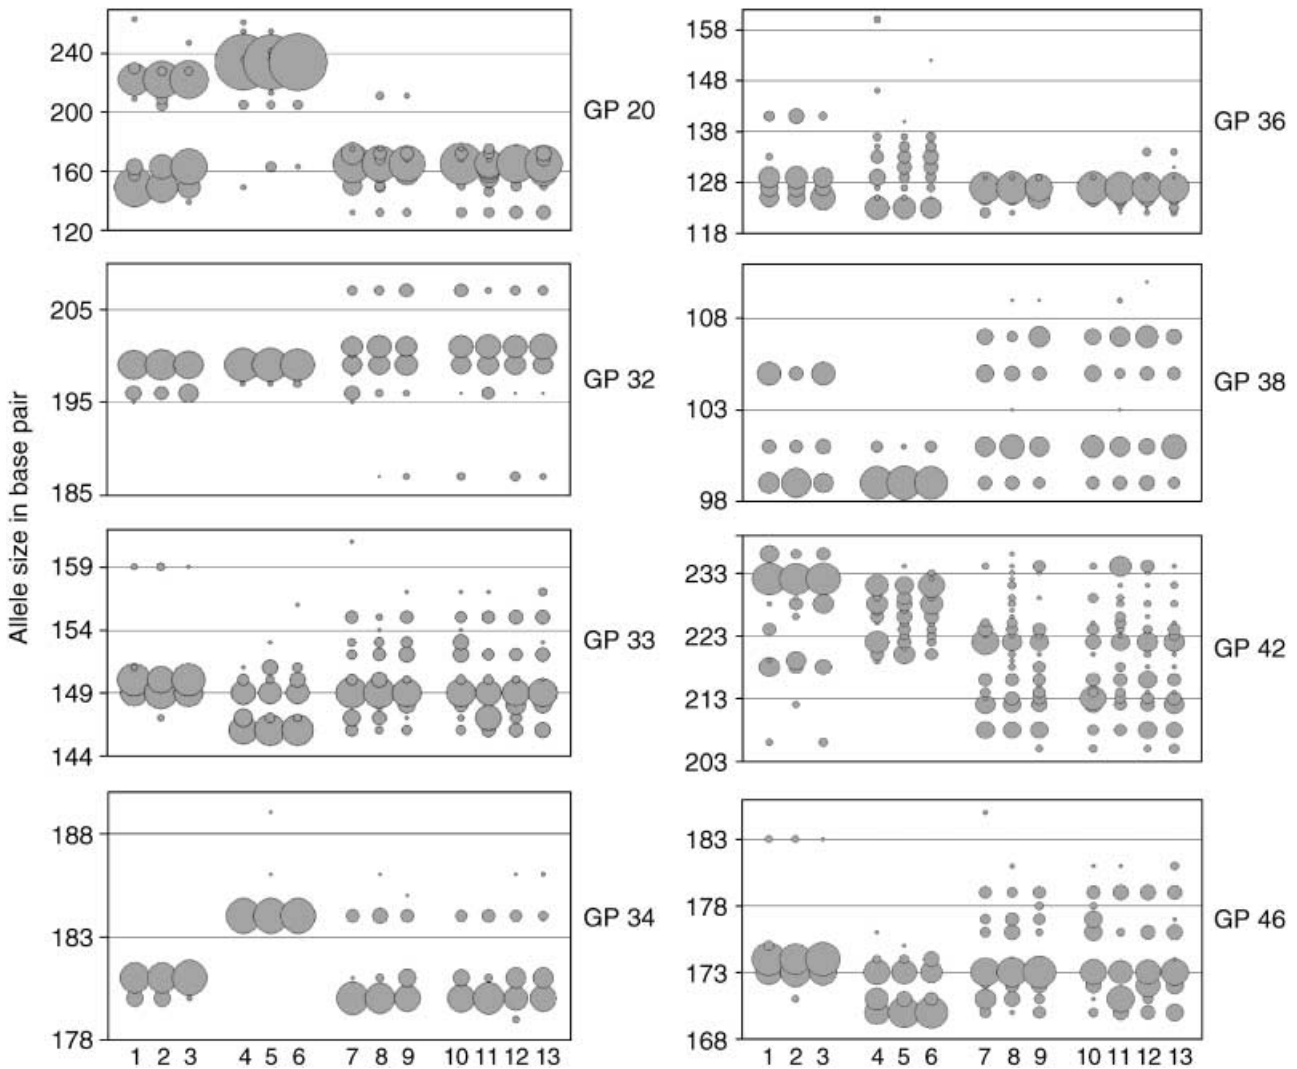 Allele size in base pair
240
200
160
120
GP 20
158
148
138
128
118
GP 36
205
195
185
GP 32
108
103
98
GP 38
159
154
149
144
GP 33
233
223
213
203
GP 42
188
183
178
GP 34
183
178
173
168
GP 46
1 2 3 4 5 6 7 8 9 10 11 12 13
1 2 3 4 5 6 7 8 9 10 11 12 13